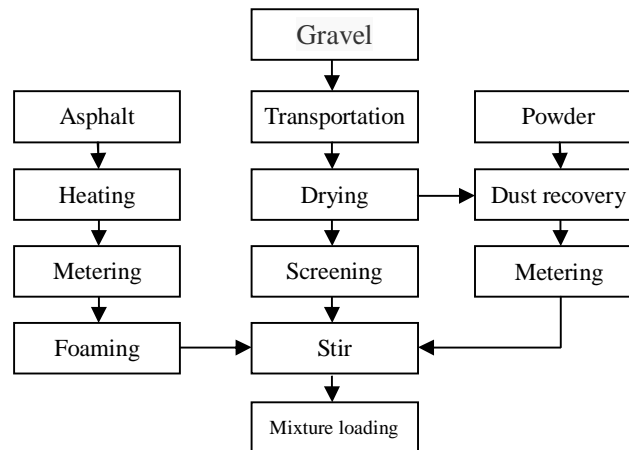 Gravel
Asphalt
Transportation
Powder
Heating
Drying
Dust recovery
Metering
Screening
Metering
Foaming
Stir
Mixture loading